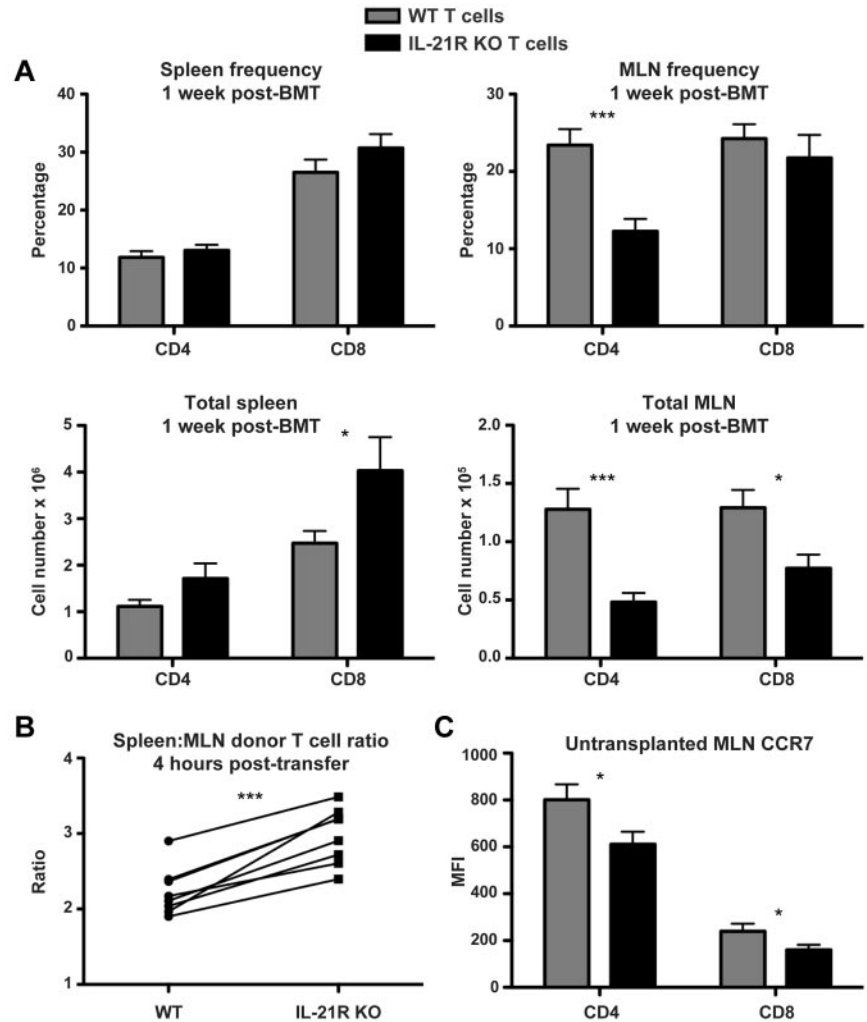 WT T cells
IL-21R KO T cells
A
Spleen frequency
1 week post-BMT
Percentage
40
30
20
10
0
CD4
CD8
MLN frequency
1 week post-BMT
Percentage
30
20
10
0
***
CD4
CD8
Total spleen
1 week post-BMT
Cell number x 10⁶
5
4
3
2
1
0
*
CD4
CD8
Total MLN
1 week post-BMT
Cell number x 10⁵
2.0
1.5
1.0
0.5
0.0
***
*
CD4
CD8
B
Spleen:MLN donor T cell ratio
4 hours post-transfer
Ratio
4
3
2
1
***
WT
IL-21R KO
C
Untransplanted MLN CCR7
MFI
1000
800
600
400
200
0
*
*
CD4
CD8